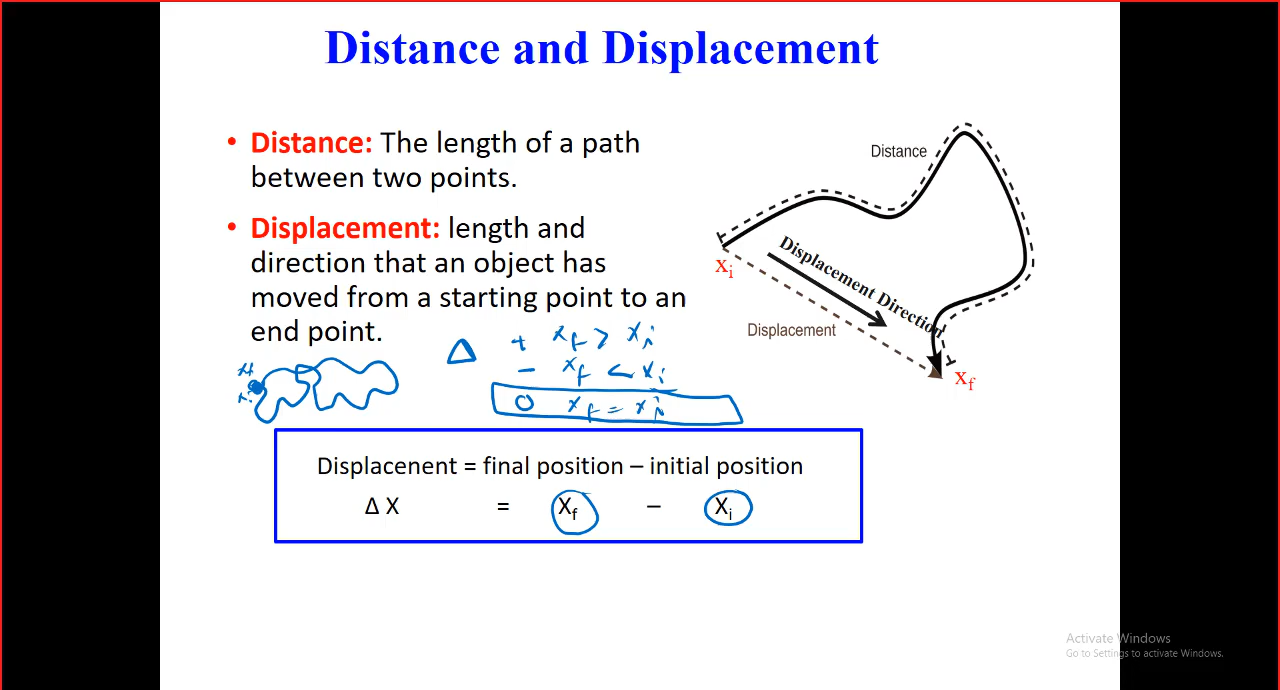 Distance and Displacement
• Distance: The length of a path
between two points.
• Displacement: length and
direction that an object has
moved from a starting point to an
end point.
Distance
Displacement Direction
Displacement
Xi
Xf
Δ + xf > xi
- xf < xi
0 xf = xi
xf
xi
Displacenent = final position – initial position
Δ X = Xf – Xi
Activate Windows
Go to Settings to activate Windows.